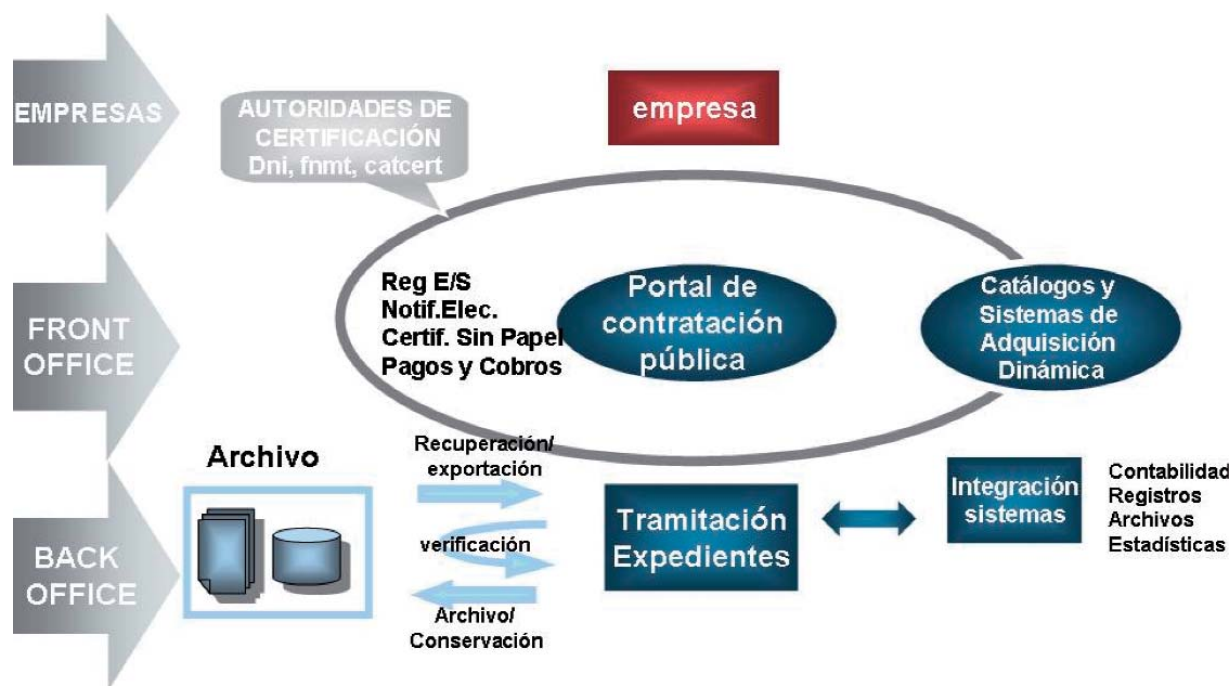 EMPRESAS
AUTORIDADES DE
CERTIFICACIÓN
Dni, fnmt, catcert
empresa
FRONT
OFFICE
Reg E/S
Notif.Elec.
Certif. Sin Papel
Pagos y Cobros
Portal de
contratación
pública
Catálogos y
Sistemas de
Adquisición
Dinámica
BACK
OFFICE
Archivo
Recuperación/
exportación
verificación
Archivo/
Conservación
Tramitación
Expedientes
Integración
sistemas
Contabilidad
Registros
Archivos
Estadísticas